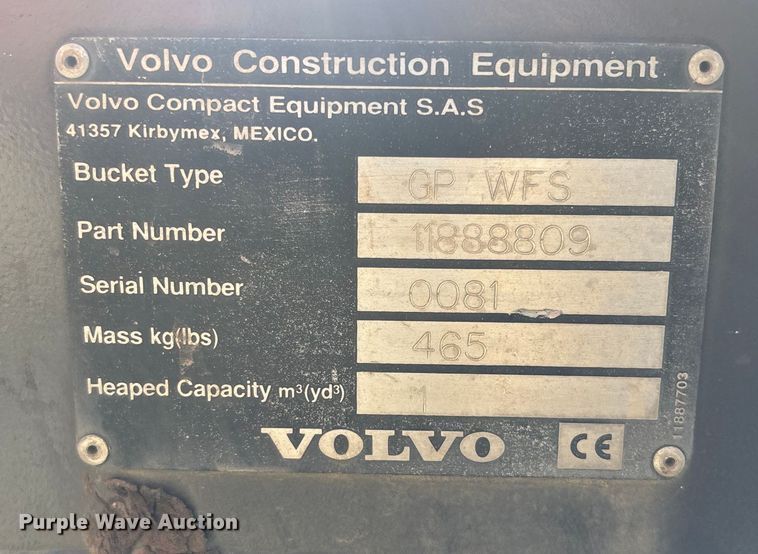 Volvo Construction Equipment
Volvo Compact Equipment S.A.S
41357 Kirbymex, MEXICO.
Bucket Type GP WFS
Part Number 11888809
Serial Number 0081
Mass kg(lbs) 465
Heaped Capacity m³(yd³) 1
VOLVO CE
11887703
Purple Wave Auction